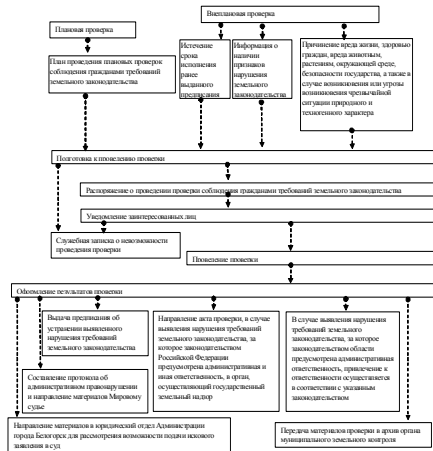 Внеплановая проверка
Плановая проверка
План проведения плановых проверок
соблюдения гражданами требований
земельного законодательства
Истечение
срока
исполнения
ранее
выданного
предписания
Информация о
наличии
признаков
нарушения
земельного
законодательства
Причинение вреда жизни, здоровью
граждан, вреда животным,
растениям, окружающей среде,
безопасности государства, а также в
случае возникновения или угрозы
возникновения чрезвычайной
ситуации природного и
техногенного характера
Подготовка к проведению проверки
Распоряжение о проведении проверки соблюдения гражданами требований земельного законодательства
Уведомление заинтересованных лиц
Служебная записка о невозможности
проведения проверки
Проведение проверки
Оформление результатов проверки
Выдача предписания об
устранении выявленного
нарушения требований
земельного законодательства
Направление акта проверки, в случае
выявления нарушения требований
земельного законодательства, за
которое законодательством
Российской Федерации
предусмотрена административная и
иная ответственность, в орган,
осуществляющий государственный
земельный надзор
В случае выявления нарушения
требований земельного
законодательства, за которое
законодательством области
предусмотрена административная
ответственность, привлечение к
ответственности осуществляется в
соответствии с указанным
законодательством
Составление протокола об
административном правонарушении
и направление материалов Мировому
судье
Направление материалов в юридический отдел Администрации
города Белогорск для рассмотрения возможности подачи искового
заявления в суд
Передача материалов проверки в архив органа
муниципального земельного контроля